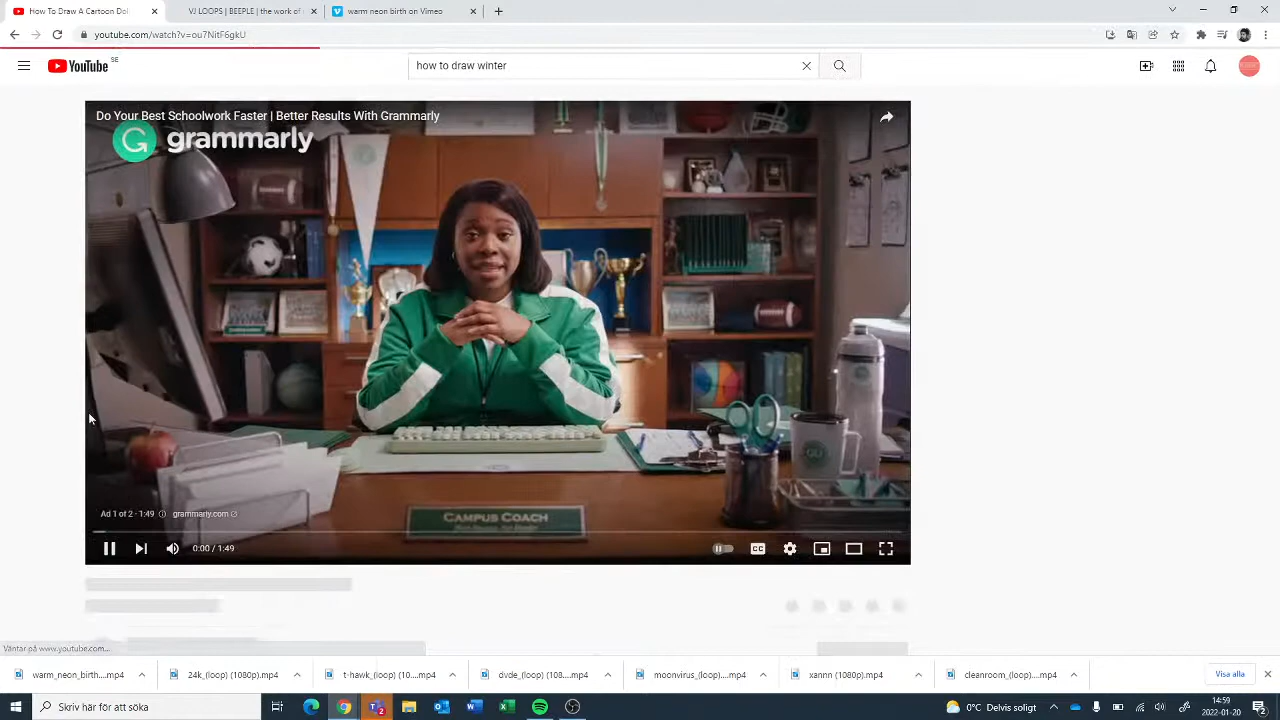 How To Draw A Cartoon Dol
VJ LOOPS | BEEPLE | the work of
warm neon birth on Vimeo
youtube.com/watch?v=ou7NitF6gkU
YouTube SE
how to draw winter
Do Your Best Schoolwork Faster | Better Results With Grammarly
grammarly
CAMPUS COACH
Ad 1 of 2 · 1:49
grammarly.com
0:00 / 1:49
CC
Väntar på www.youtube.com...
warm_neon_birth....mp4
24k_(loop) (1080p).mp4
t-hawk_(loop) (10....mp4
dvde_(loop) (108....mp4
moonvirus_(loop)....mp4
xannn (1080p).mp4
cleanroom_(loop)....mp4
Visa alla
Skriv här för att söka
2
0°C Delvis soligt
14:59
2022-01-20